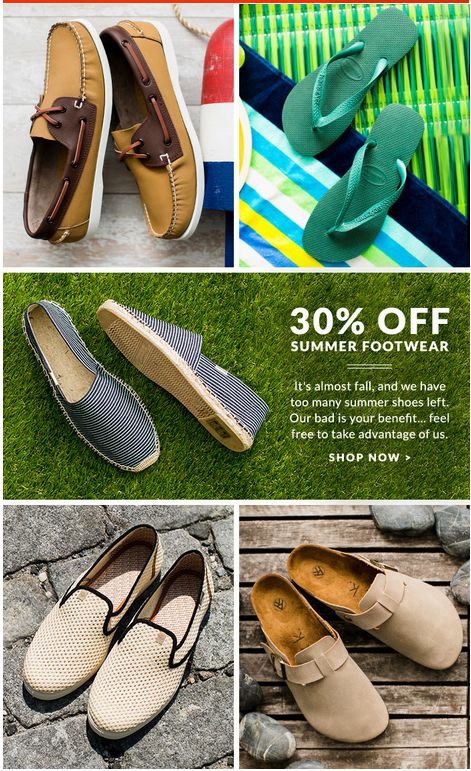 30% OFF
SUMMER FOOTWEAR
It's almost fall, and we have
too many summer shoes left.
Our bad is your benefit... feel
free to take advantage of us.
SHOP NOW >